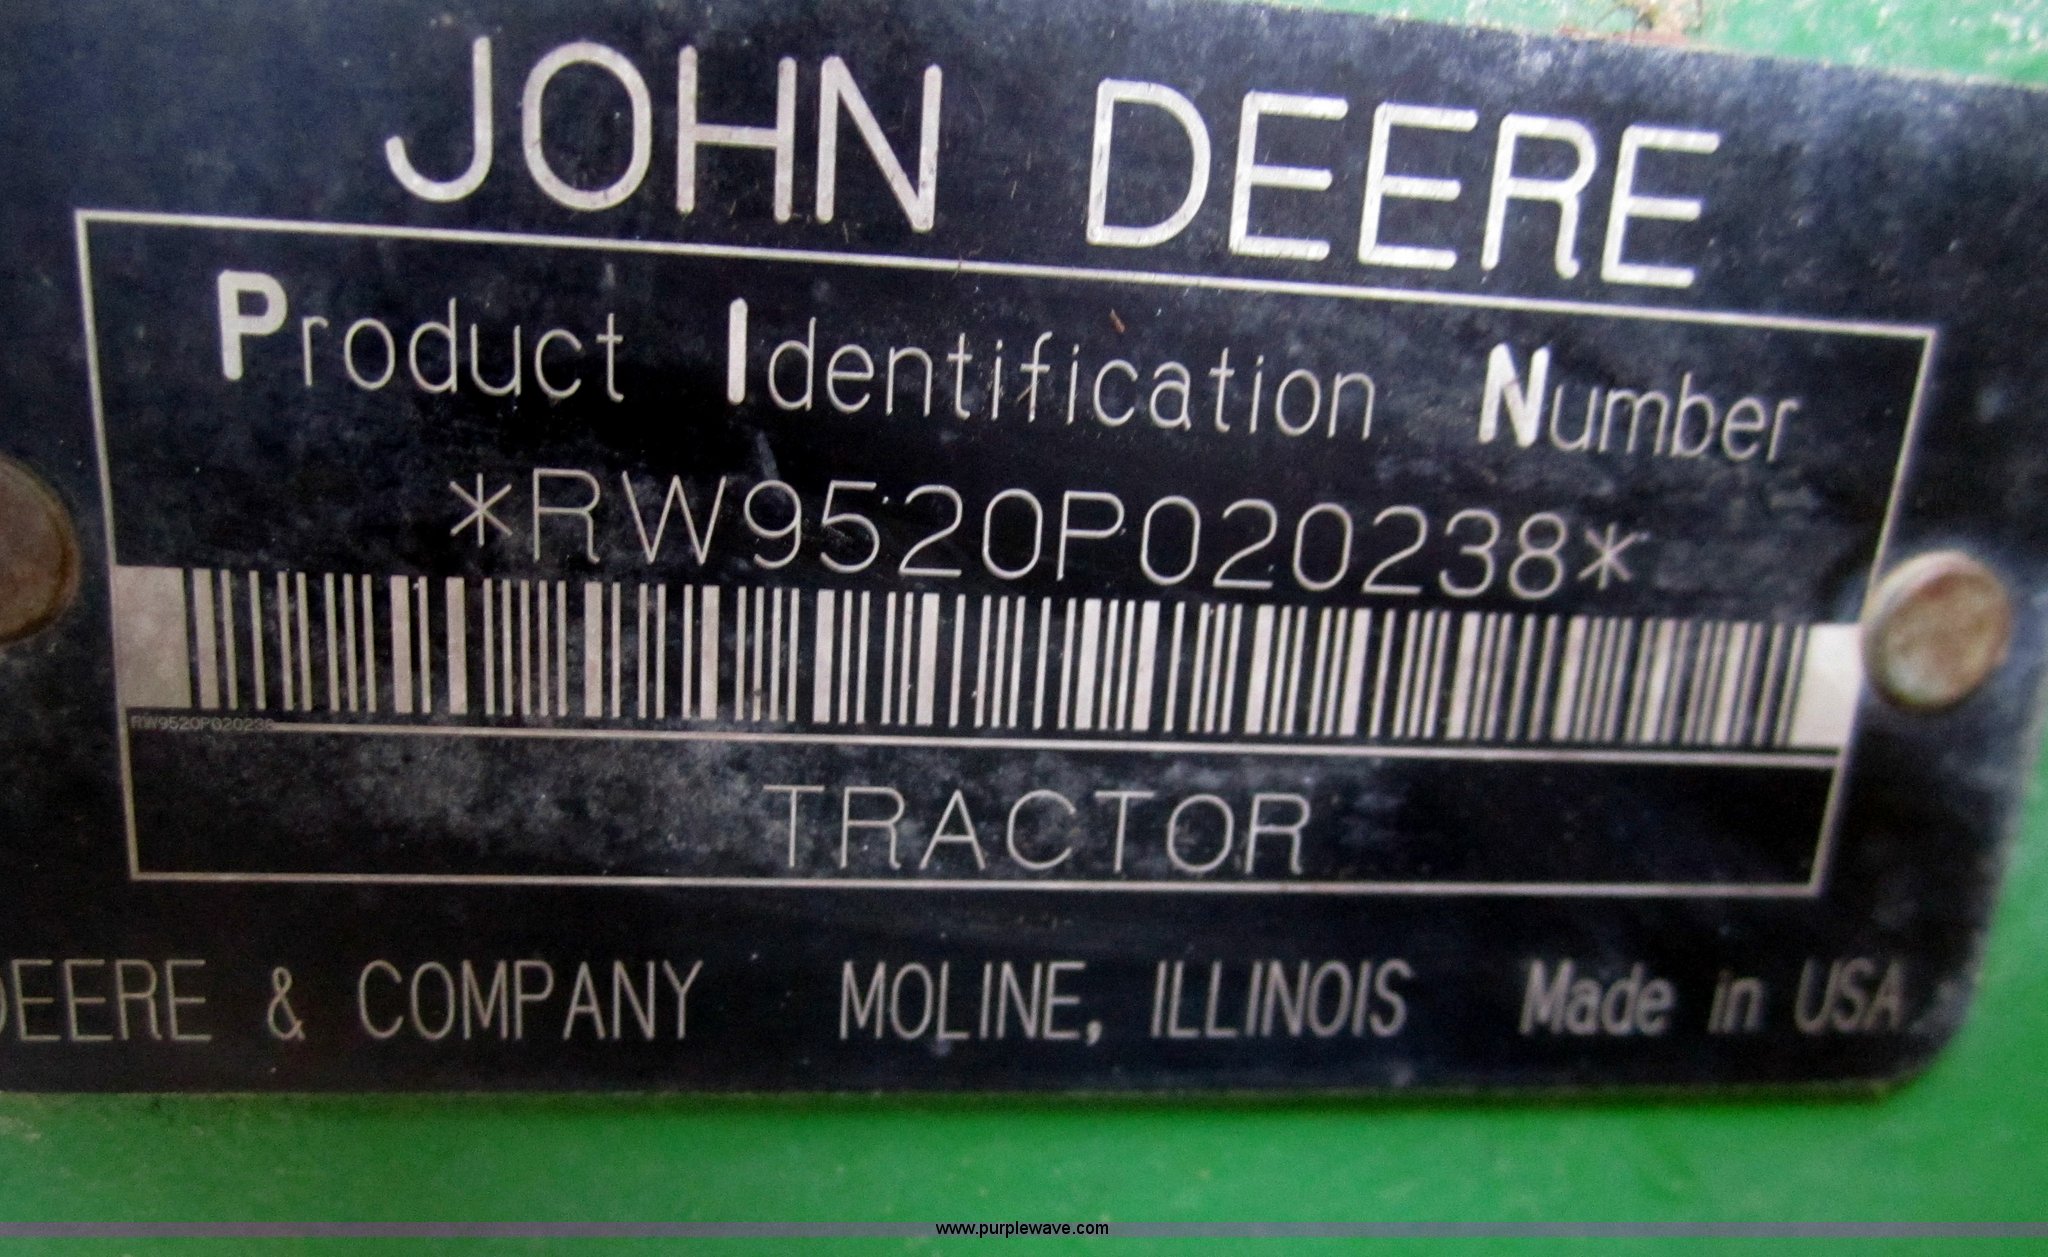 JOHN DEERE
Product Identification Number
*RW9520P020238*
RW9520P020238
TRACTOR
DEERE & COMPANY MOLINE, ILLINOIS Made in USA
www.purplewave.com